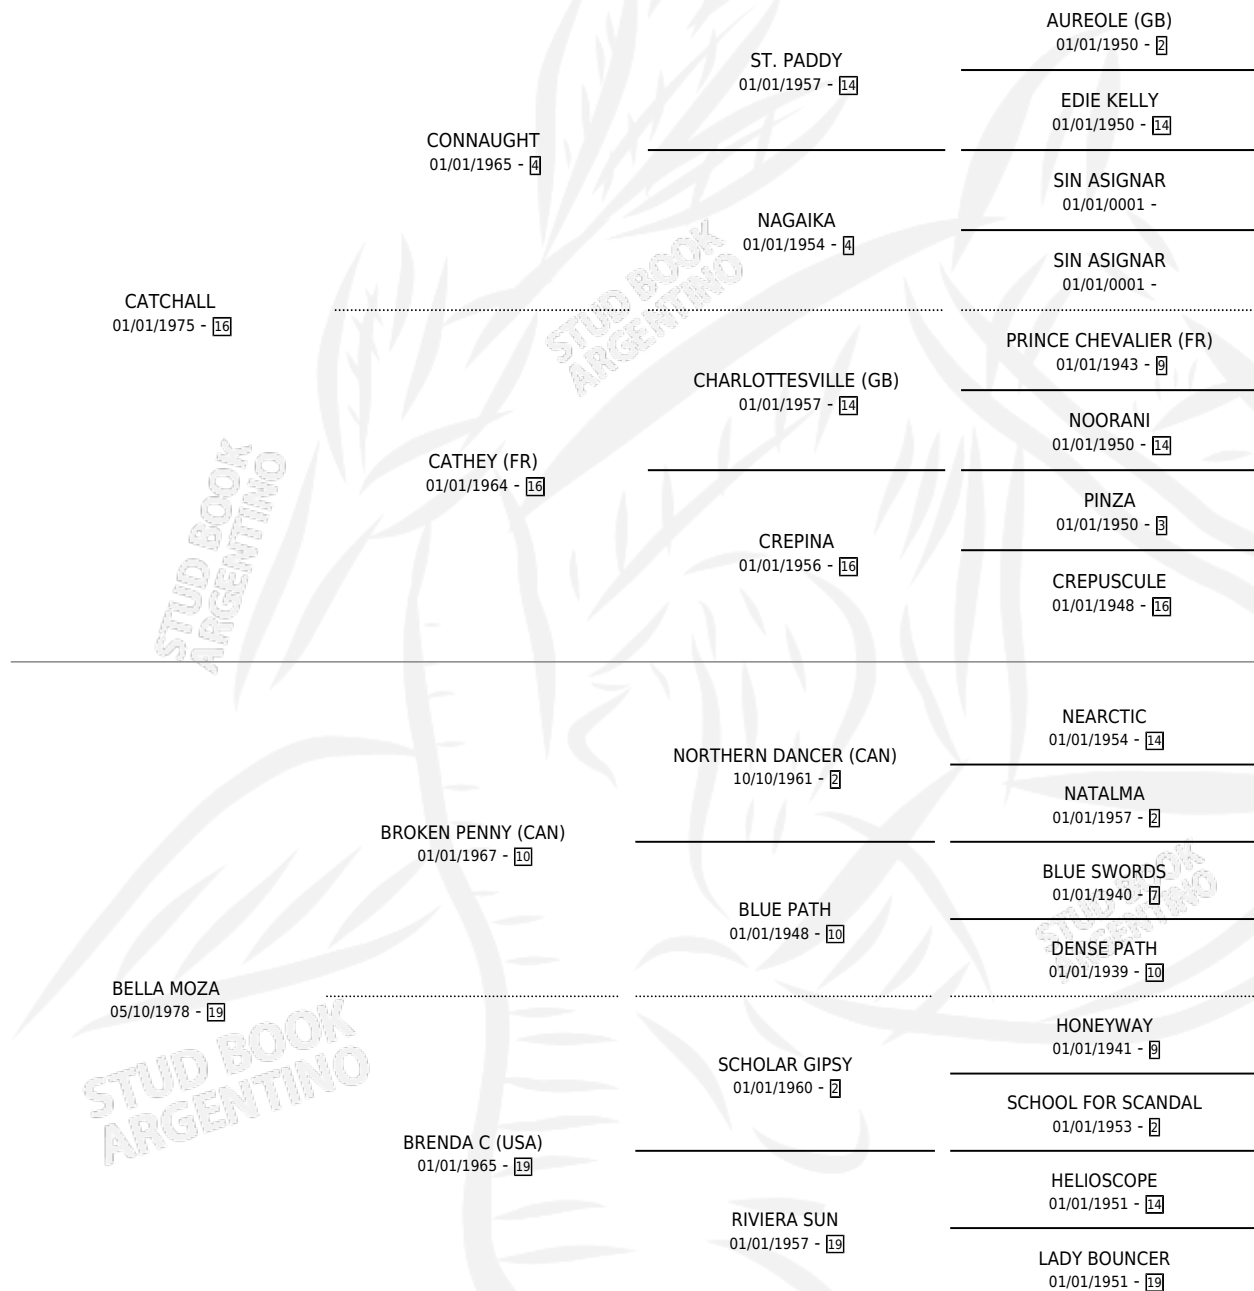 AUREOLE (GB)
01/01/1950 - 2
ST. PADDY
01/01/1957 - 14
EDIE KELLY
01/01/1950 - 14
CONNAUGHT
01/01/1965 - 4
SIN ASIGNAR
01/01/0001 -
NAGAIKA
01/01/1954 - 4
SIN ASIGNAR
01/01/0001 -
CATCHALL
01/01/1975 - 16
PRINCE CHEVALIER (FR)
01/01/1943 - 9
CHARLOTTESVILLE (GB)
01/01/1957 - 14
NOORANI
01/01/1950 - 14
CATHEY (FR)
01/01/1964 - 16
PINZA
01/01/1950 - 3
CREPINA
01/01/1956 - 16
CREPUSCULE
01/01/1948 - 16
NEARCTIC
01/01/1954 - 14
NORTHERN DANCER (CAN)
10/10/1961 - 2
NATALMA
01/01/1957 - 2
BROKEN PENNY (CAN)
01/01/1967 - 10
BLUE SWORDS
01/01/1940 - 7
BLUE PATH
01/01/1948 - 10
DENSE PATH
01/01/1939 - 10
BELLA MOZA
05/10/1978 - 19
HONEYWAY
01/01/1941 - 9
SCHOLAR GIPSY
01/01/1960 - 2
SCHOOL FOR SCANDAL
01/01/1953 - 2
BRENDA C (USA)
01/01/1965 - 19
HELIOSCOPE
01/01/1951 - 14
RIVIERA SUN
01/01/1957 - 19
LADY BOUNCER
01/01/1951 - 19
STUD BOOK
ARGENTINO
STUD BOOK
ARGENTINO
STUD BOOK
ARGENTINO
STUD BOOK
ARGENTINO